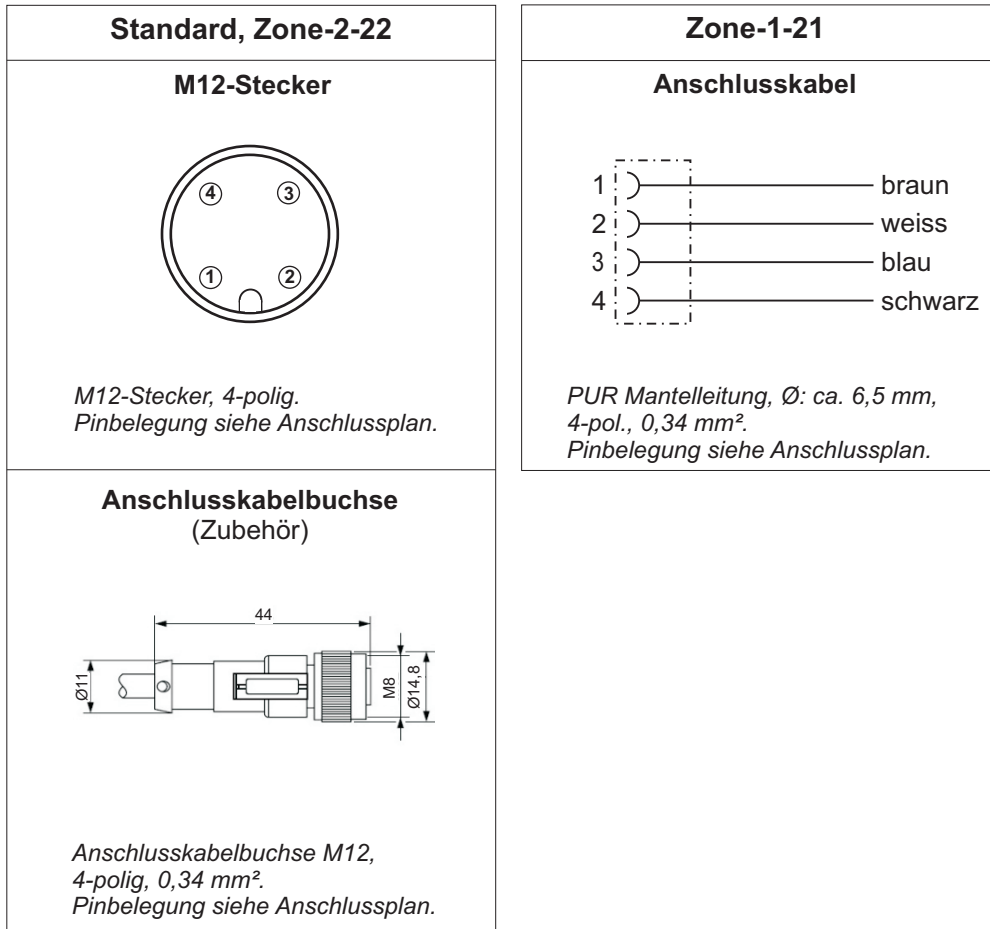 Standard, Zone-2-22
M12-Stecker
4
3
1
2
M12-Stecker, 4-polig.
Pinbelegung siehe Anschlussplan.
Anschlusskabelbuchse
(Zubehör)
44
Ø11
M8
Ø14,8
Anschlusskabelbuchse M12,
4-polig, 0,34 mm².
Pinbelegung siehe Anschlussplan.
Zone-1-21
Anschlusskabel
1 braun
2 weiss
3 blau
4 schwarz
PUR Mantelleitung, Ø: ca. 6,5 mm,
4-pol., 0,34 mm².
Pinbelegung siehe Anschlussplan.